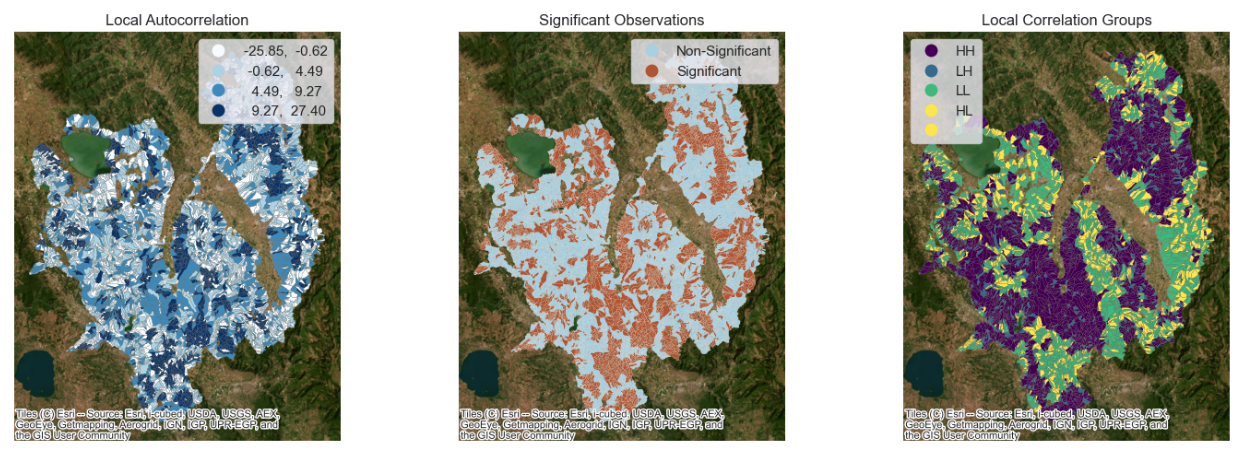 Local Autocorrelation
-25.85, -0.62
-0.62, 4.49
4.49, 9.27
9.27, 27.40
Tiles (C) Esri -- Source: Esri, i-cubed, USDA, USGS, AEX,
GeoEye, Getmapping, Aerogrid, IGN, IGP, UPR-EGP, and
the GIS User Community
Significant Observations
Non-Significant
Significant
Tiles (C) Esri -- Source: Esri, i-cubed, USDA, USGS, AEX,
GeoEye, Getmapping, Aerogrid, IGN, IGP, UPR-EGP, and
the GIS User Community
Local Correlation Groups
HH
LH
LL
HL
Tiles (C) Esri -- Source: Esri, i-cubed, USDA, USGS, AEX,
GeoEye, Getmapping, Aerogrid, IGN, IGP, UPR-EGP, and
the GIS User Community